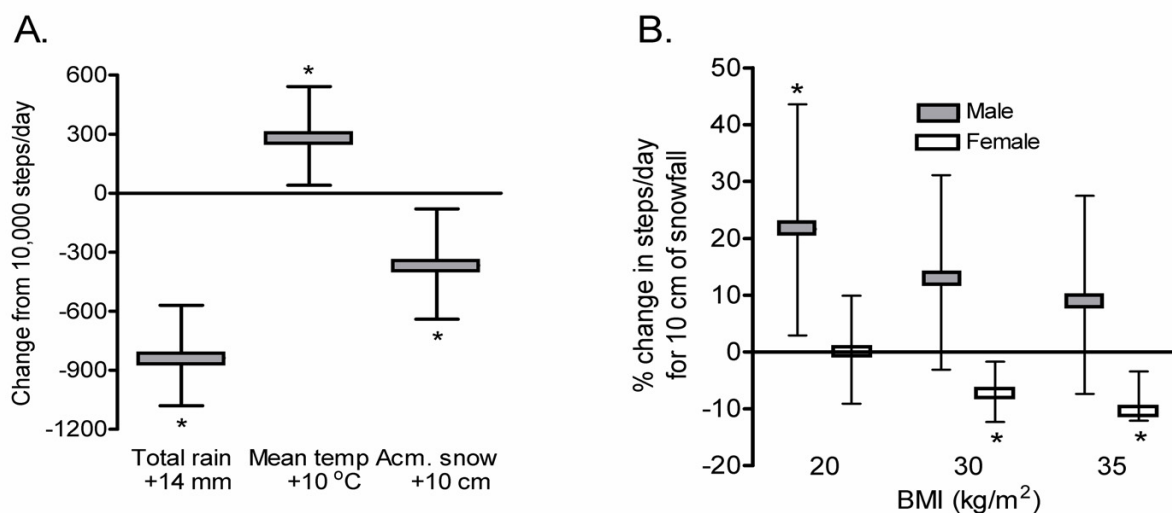 A.
Change from 10,000 steps/day
600
300
0
-300
-600
-900
-1200
*
*
*
Total rain Mean temp Acm. snow
+14 mm +10 °C +10 cm
B.
% change in steps/day
for 10 cm of snowfall
50
40
30
20
10
0
-10
-20
*
Male
Female
*
*
20 30 35
BMI (kg/m²)